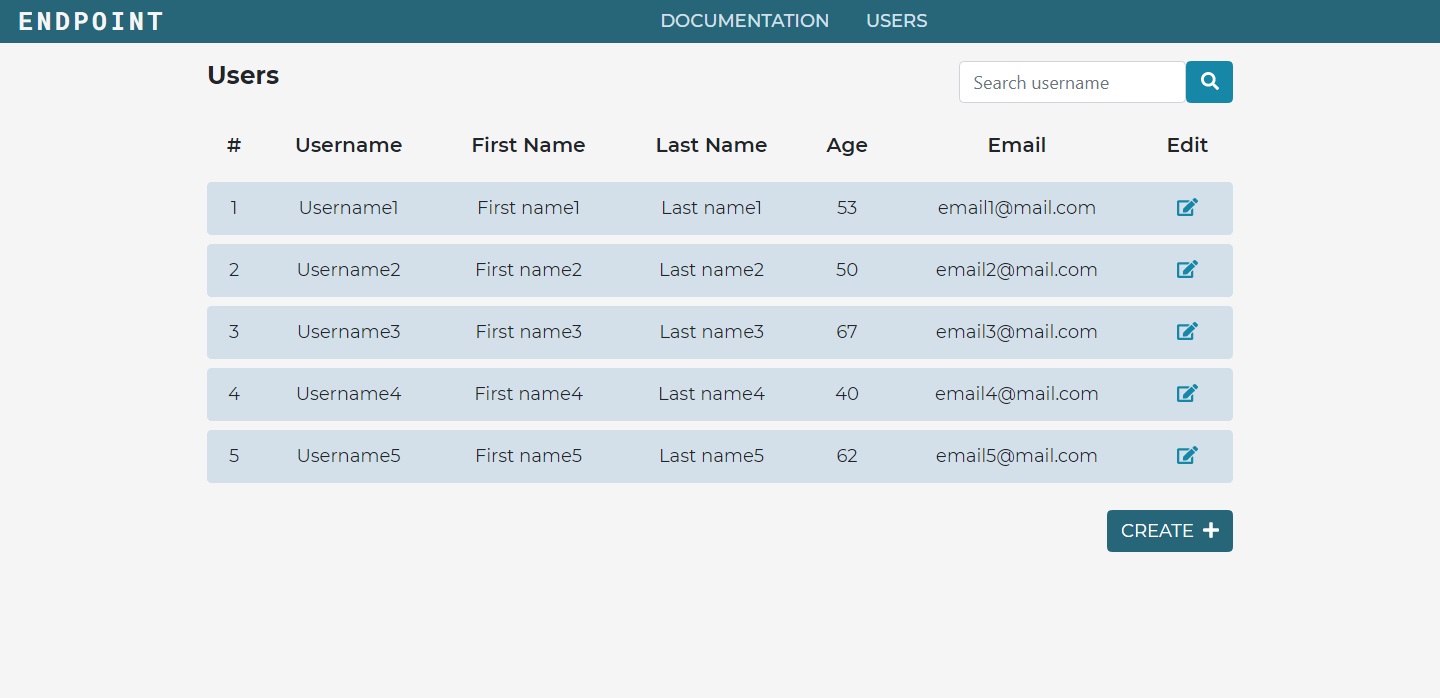 ENDPOINT DOCUMENTATION USERS
Users Search username
# Username First Name Last Name Age Email Edit
1 Username1 First name1 Last name1 53 email1@mail.com
2 Username2 First name2 Last name2 50 email2@mail.com
3 Username3 First name3 Last name3 67 email3@mail.com
4 Username4 First name4 Last name4 40 email4@mail.com
5 Username5 First name5 Last name5 62 email5@mail.com
CREATE +